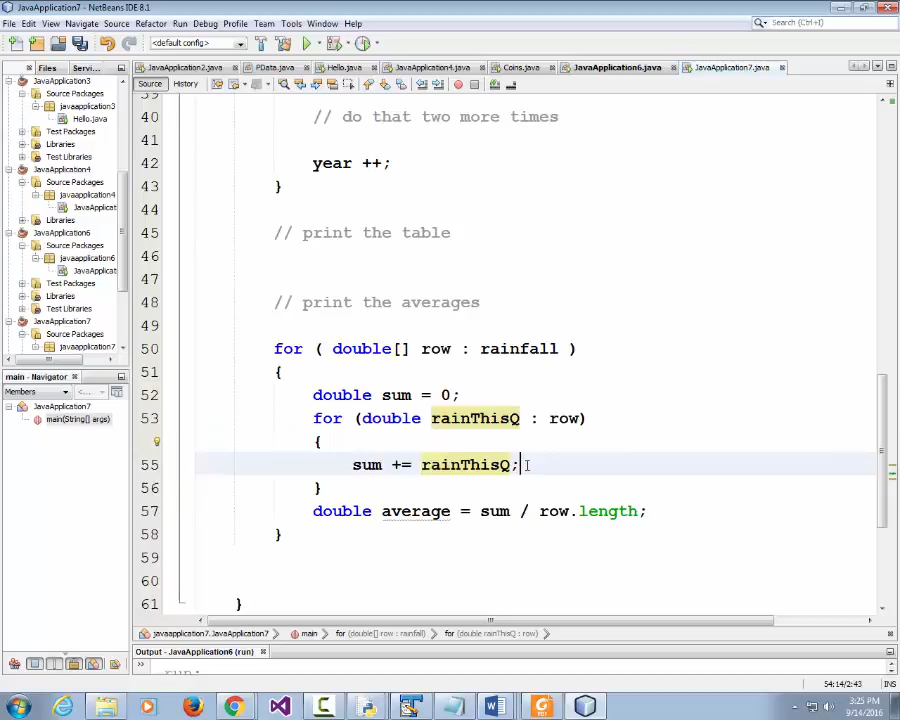 JavaApplication7 - NetBeans IDE 8.1
File Edit View Navigate Source Refactor Run Debug Profile Team Tools Window Help
Search (Ctrl+I)
<default config>
Files Servi...
JavaApplication2.java PData.java Hello.java JavaApplication4.java Coins.java JavaApplication6.java JavaApplication7.java
Source History
JavaApplication3
Source Packages
javaapplication3
Hello.java
Test Packages
Libraries
Test Libraries
JavaApplication4
Source Packages
javaapplication4
JavaApplicat
Libraries
JavaApplication6
Source Packages
javaapplication6
JavaApplicat
Test Packages
Libraries
Test Libraries
JavaApplication7
Source Packages
javaapplication7
main - Navigator
Members <...
JavaApplication7
main(String[] args)
39
40 // do that two more times
41
42 year ++;
43 }
44
45 // print the table
46
47
48 // print the averages
49
50 for ( double[] row : rainfall )
51 {
52 double sum = 0;
53 for (double rainThisQ : row)
{
55 sum += rainThisQ;
56 }
57 double average = sum / row.length;
58 }
59
60
61 }
javaapplication7.JavaApplication7 main for (double[] row : rainfall) for (double rainThisQ : row)
Output - JavaApplication6 (run)
run:
54:14/2:43 INS
3:25 PM
9/14/2016